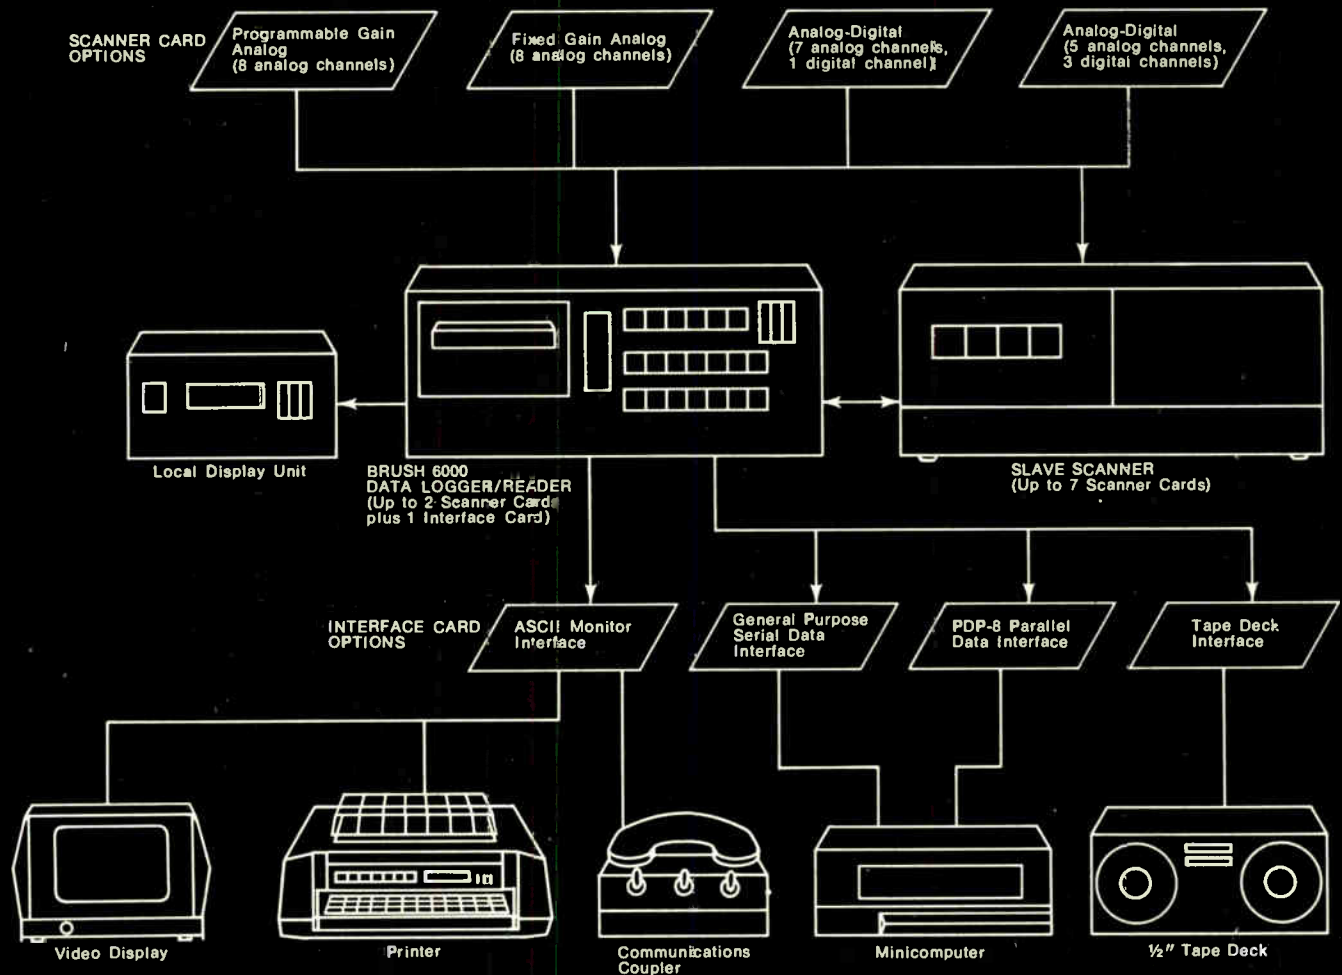 SCANNER CARD
OPTIONS
Programmable Gain
Analog
(8 analog channels)
Fixed Gain Analog
(8 analog channels)
Analog-Digital
(7 analog channels,
1 digital channel)
Analog-Digital
(5 analog channels,
3 digital channels)
Local Display Unit
BRUSH 6000
DATA LOGGER/READER
(Up to 2 Scanner Cards
plus 1 Interface Card)
SLAVE SCANNER
(Up to 7 Scanner Cards)
INTERFACE CARD
OPTIONS
ASCII Monitor
Interface
General Purpose
Serial Data
Interface
PDP-8 Parallel
Data Interface
Tape Deck
Interface
Video Display
Printer
Communications
Coupler
Minicomputer
½" Tape Deck